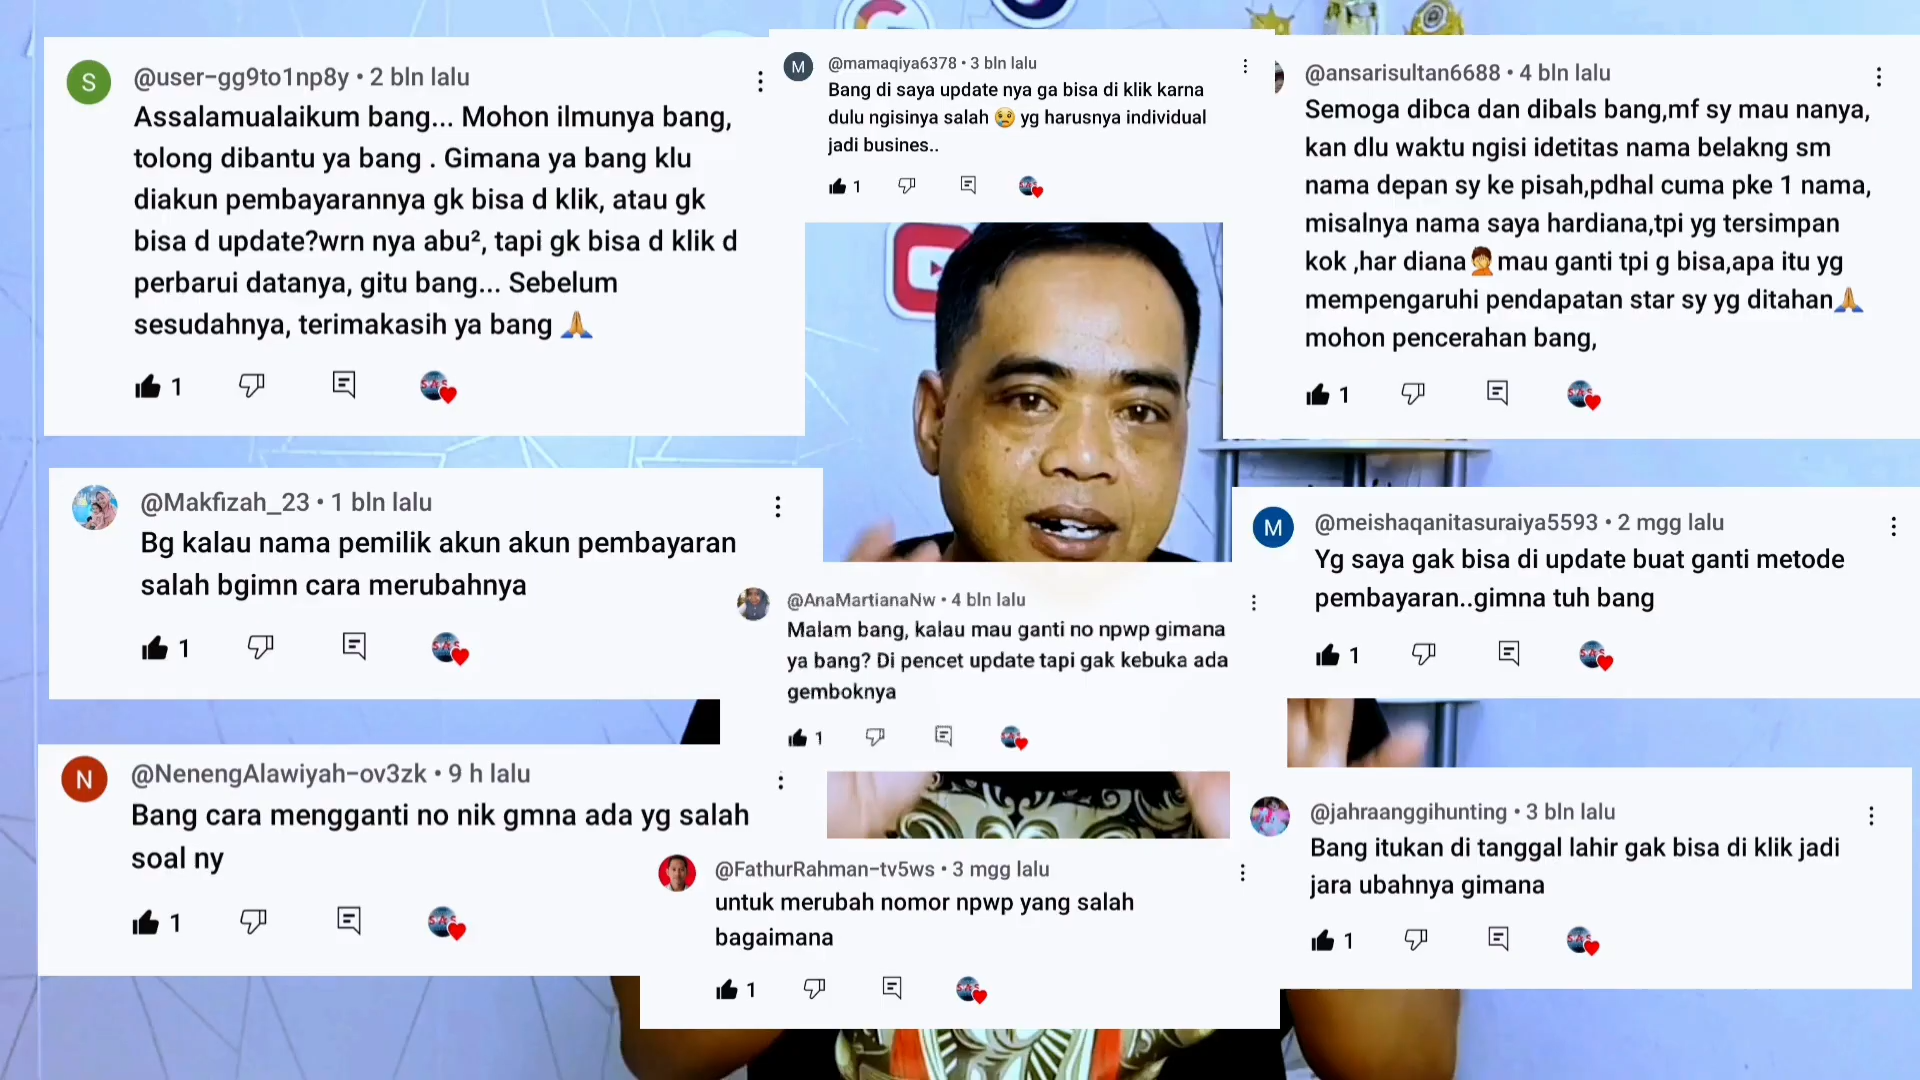 S
@user-gg9to1np8y • 2 bln lalu
Assalamualaikum bang... Mohon ilmunya bang,
tolong dibantu ya bang . Gimana ya bang klu
diakun pembayarannya gk bisa d klik, atau gk
bisa d update?wrn nya abu², tapi gk bisa d klik d
perbarui datanya, gitu bang... Sebelum
sesudahnya, terimakasih ya bang 🙏
1
M
@mamaqiya6378 • 3 bln lalu
Bang di saya update nya ga bisa di klik karna
dulu ngisinya salah 😢 yg harusnya individual
jadi busines..
1
@ansarisultan6688 • 4 bln lalu
Semoga dibca dan dibals bang,mf sy mau nanya,
kan dlu waktu ngisi idetitas nama belakng sm
nama depan sy ke pisah,pdhal cuma pke 1 nama,
misalnya nama saya hardiana,tpi yg tersimpan
kok ,har diana🤦mau ganti tpi g bisa,apa itu yg
mempengaruhi pendapatan star sy yg ditahan🙏
mohon pencerahan bang,
1
@Makfizah_23 • 1 bln lalu
Bg kalau nama pemilik akun akun pembayaran
salah bgimn cara merubahnya
1
@AnaMartianaNw • 4 bln lalu
Malam bang, kalau mau ganti no npwp gimana
ya bang? Di pencet update tapi gak kebuka ada
gemboknya
1
M
@meishaqanitasuraiya5593 • 2 mgg lalu
Yg saya gak bisa di update buat ganti metode
pembayaran..gimna tuh bang
1
N
@NenengAlawiyah-ov3zk • 9 h lalu
Bang cara mengganti no nik gmna ada yg salah
soal ny
1
@FathurRahman-tv5ws • 3 mgg lalu
untuk merubah nomor npwp yang salah
bagaimana
1
@jahraanggihunting • 3 bln lalu
Bang itukan di tanggal lahir gak bisa di klik jadi
jara ubahnya gimana
1